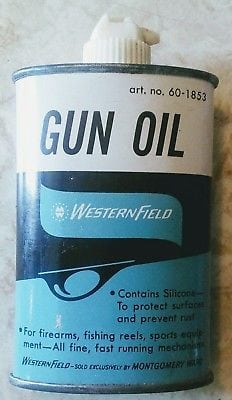 art. no. 60-1853
GUN OIL
WESTERNFIELD
• Contains Silicone—
To protect surfaces
and prevent rust
• For firearms, fishing reels, sports equip-
ment—All fine, fast running mechanisms
WESTERNFIELD—SOLD EXCLUSIVELY BY MONTGOMERY WARD